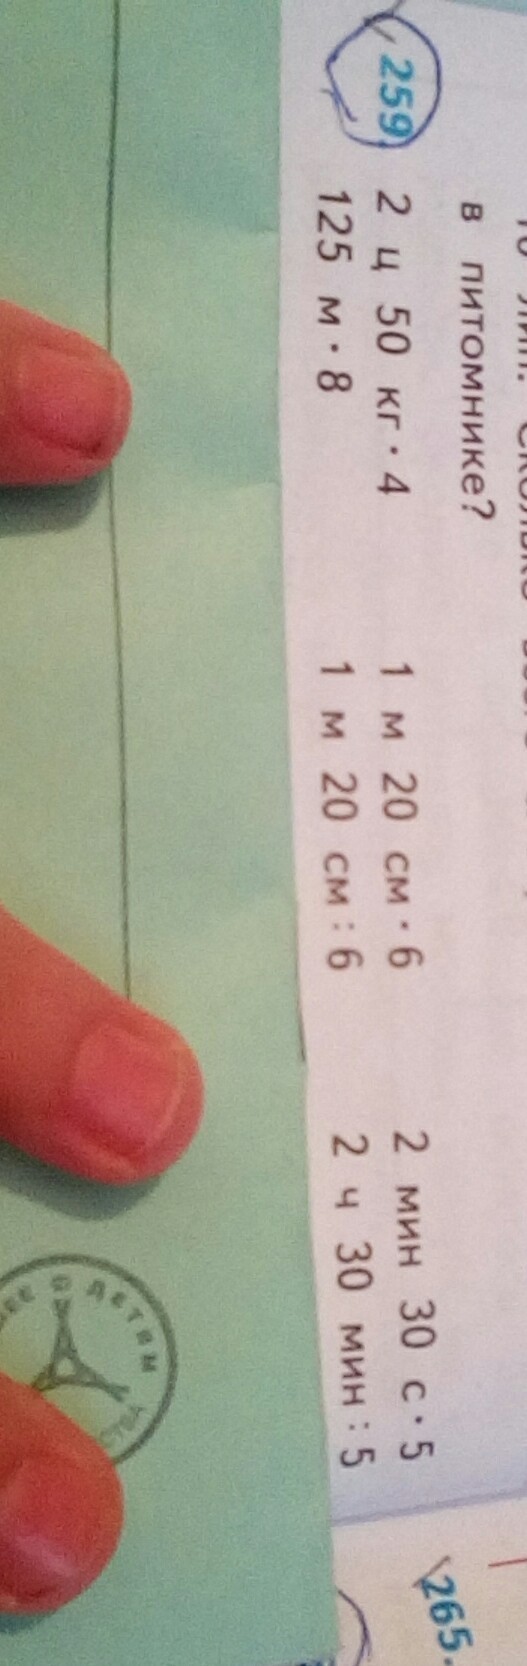 в питомнике?
259. 2 ц 50 кг · 4 1 м 20 см · 6 2 мин 30 с · 5
125 м · 8 1 м 20 см : 6 2 ч 30 мин : 5
265.
ДЕТЯМ